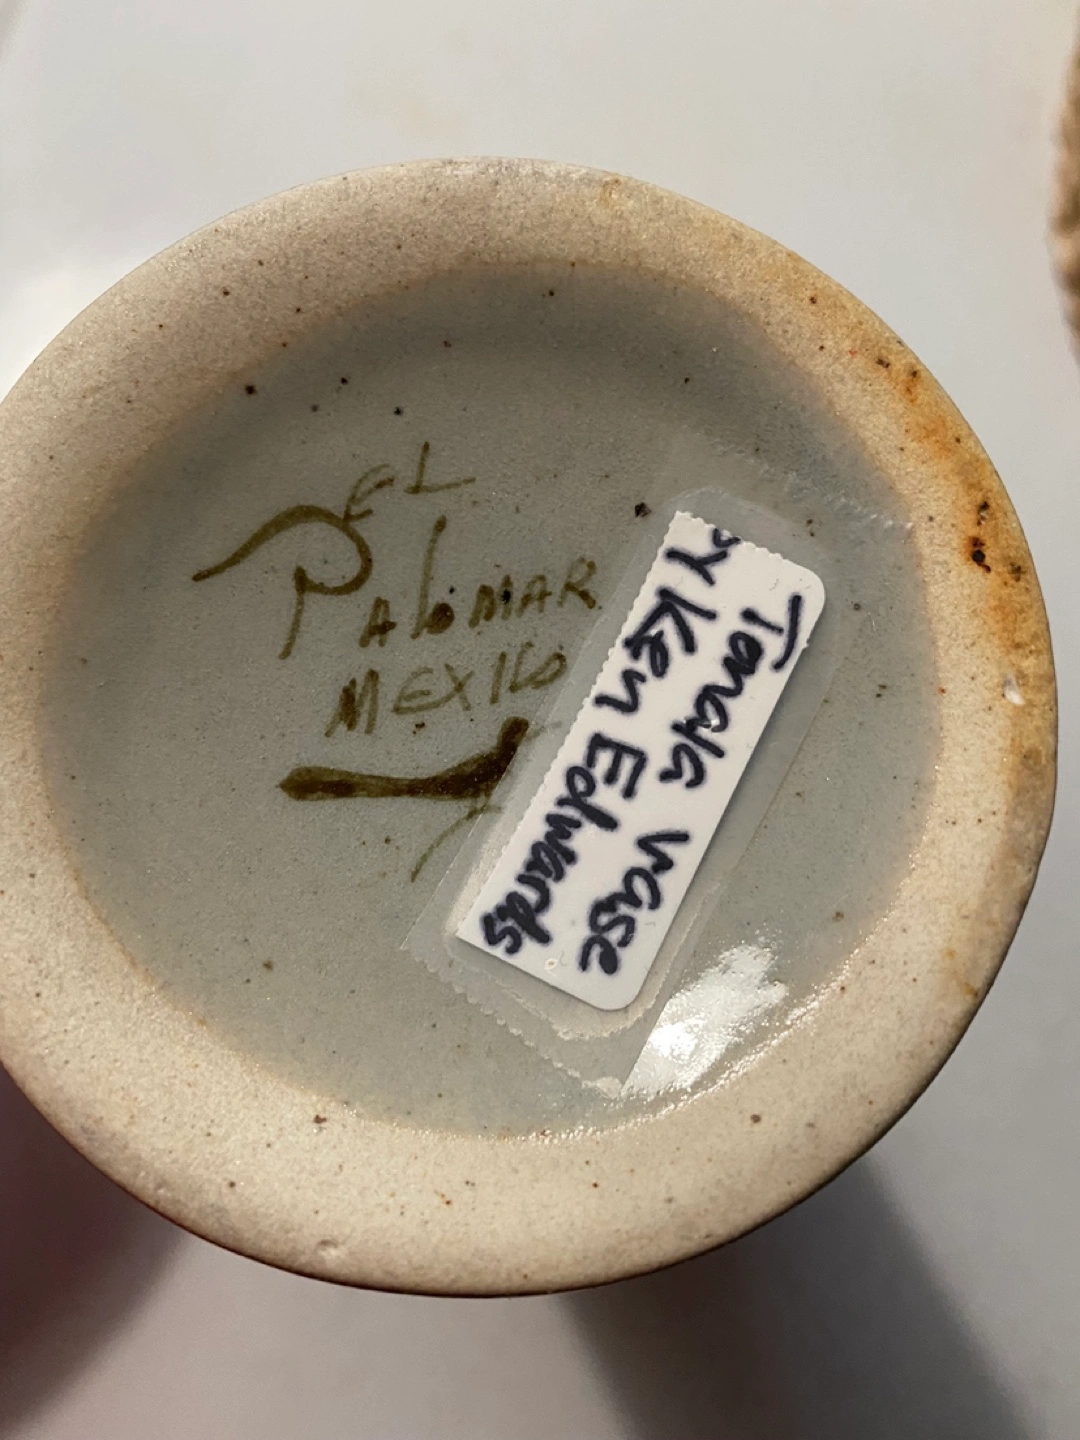 EL
PALOMAR
MEXICO
Tonala vase
by Ken Edwards